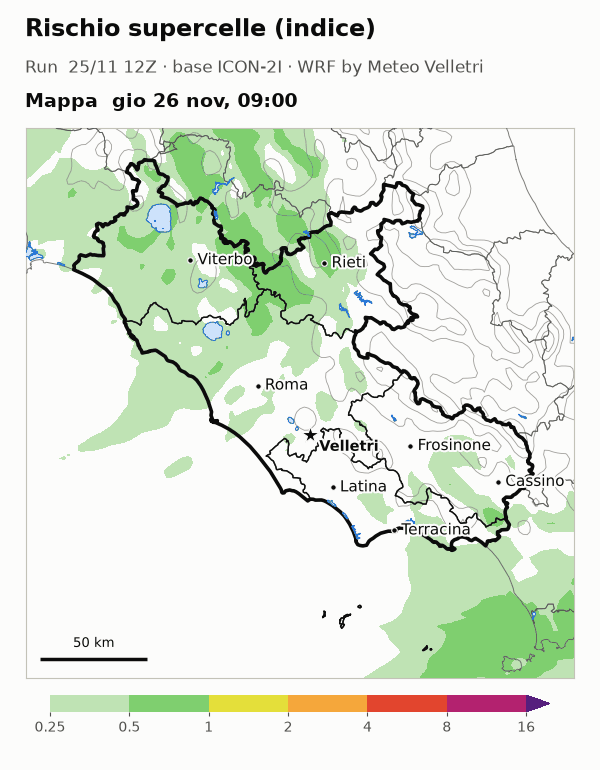 Rischio supercelle (indice)
Run  25/11 12Z · base ICON-2I · WRF by Meteo Velletri
Mappa  gio 26 nov, 09:00
Viterbo
Rieti
Roma
Velletri
Frosinone
Cassino
Latina
Terracina
50 km
0.25 0.5 1 2 4 8 16